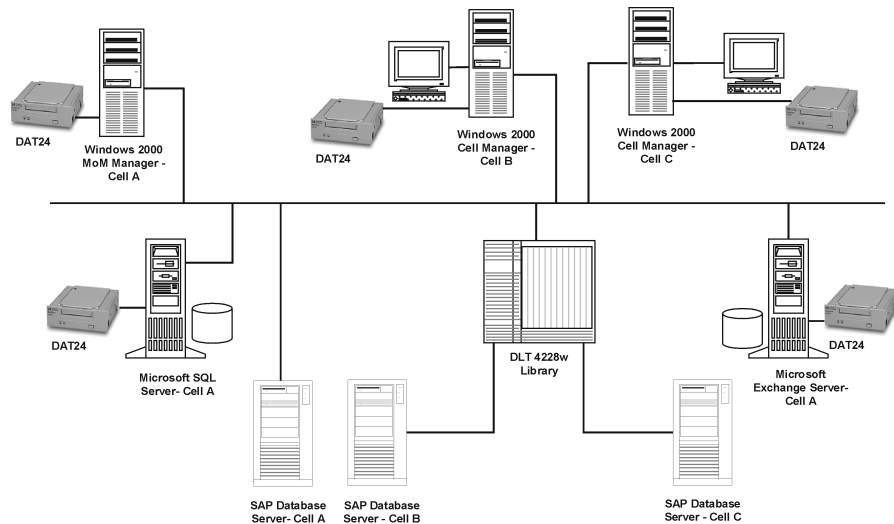 DAT24
Windows 2000
MoM Manager -
Cell A
DAT24
Windows 2000
Cell Manager -
Cell B
Windows 2000
Cell Manager -
Cell C
DAT24
DAT24
Microsoft SQL
Server- Cell A
DLT 4228w
Library
Microsoft
Exchange Server-
Cell A
DAT24
SAP Database
Server- Cell A
SAP Database
Server - Cell B
SAP Database
Server - Cell C